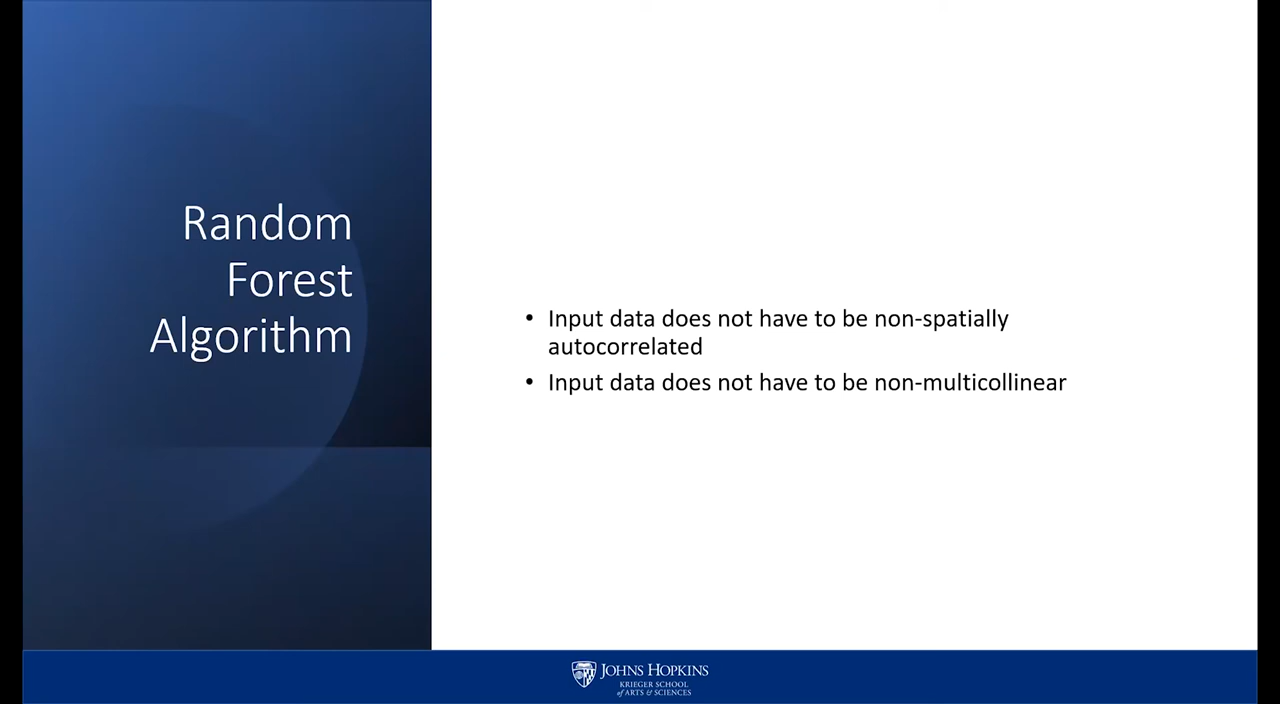 Random
Forest
Algorithm
• Input data does not have to be non-spatially
autocorrelated
• Input data does not have to be non-multicollinear
JOHNS HOPKINS
KRIEGER SCHOOL
of ARTS & SCIENCES